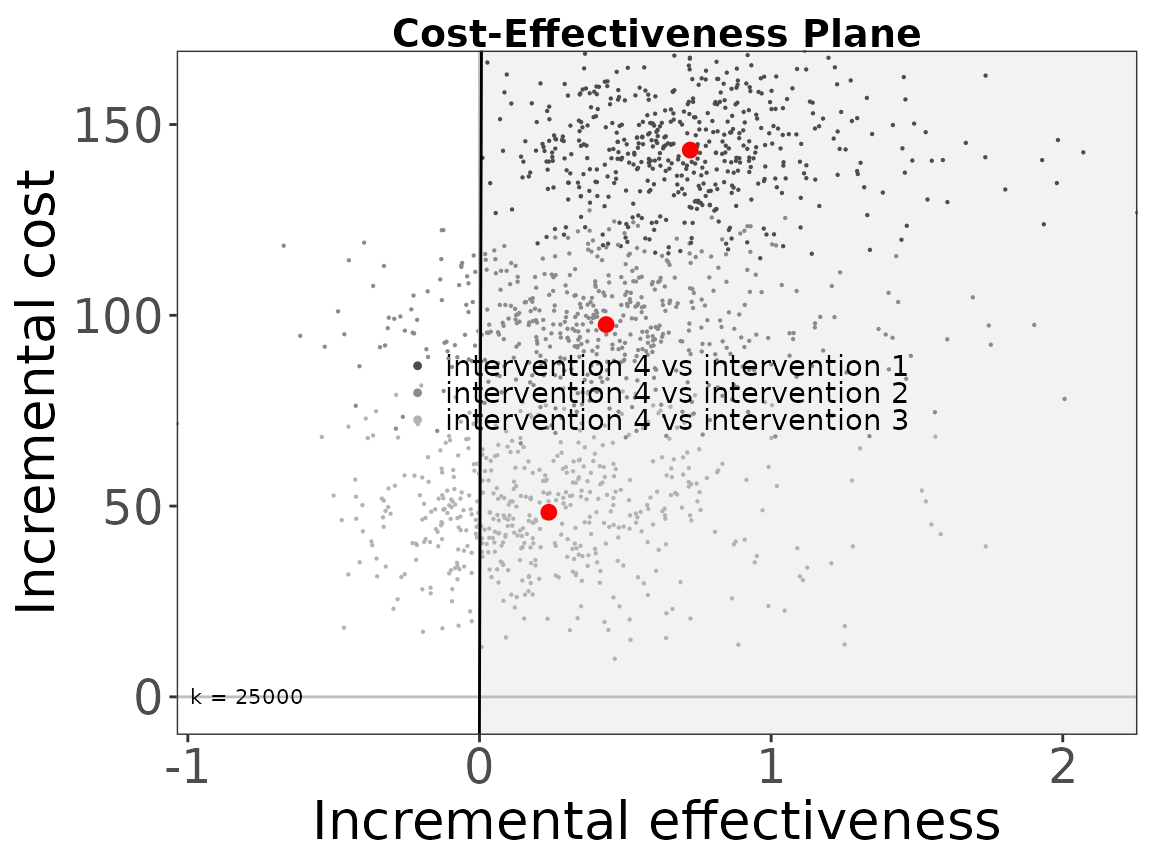 Cost-Effectiveness Plane
Incremental cost
150
100
50
0
intervention 4 vs intervention 1
intervention 4 vs intervention 2
intervention 4 vs intervention 3
k = 25000
-1 0 1 2
Incremental effectiveness